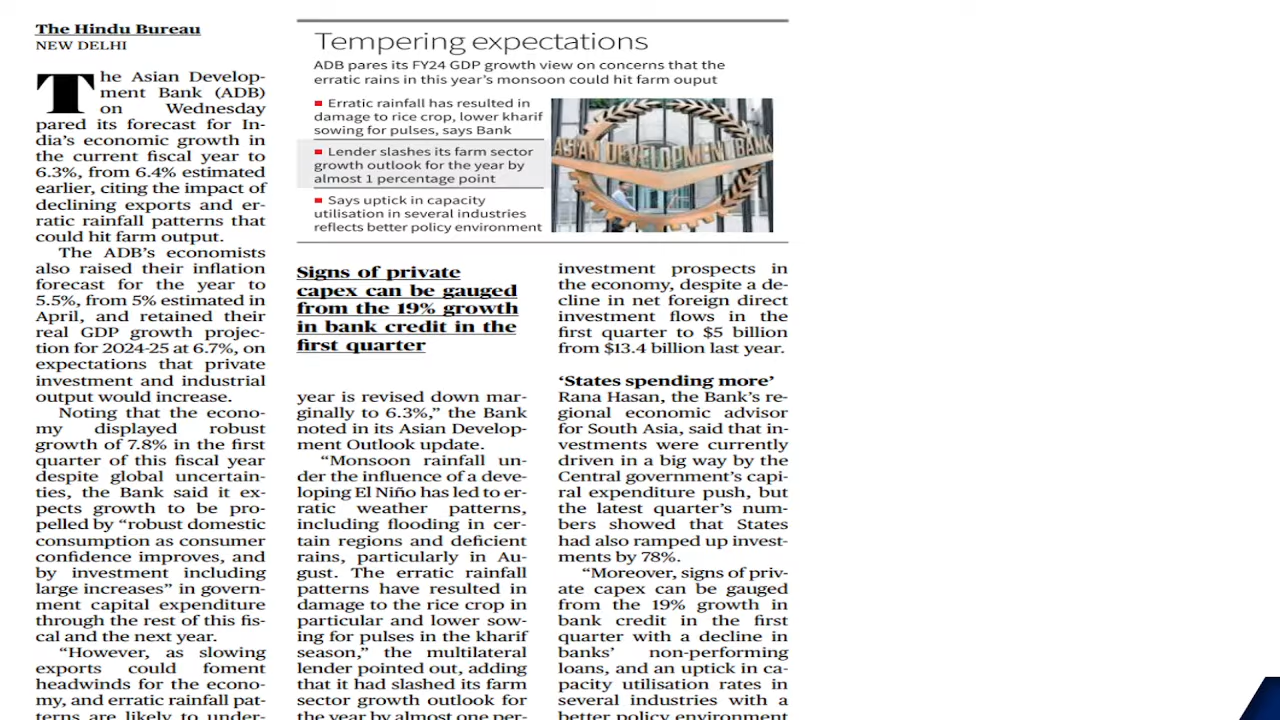 The Hindu Bureau
NEW DELHI
The Asian Develop-
ment Bank (ADB)
on Wednesday
pared its forecast for In-
dia’s economic growth in
the current fiscal year to
6.3%, from 6.4% estimated
earlier, citing the impact of
declining exports and er-
ratic rainfall patterns that
could hit farm output.
The ADB’s economists
also raised their inflation
forecast for the year to
5.5%, from 5% estimated in
April, and retained their
real GDP growth projec-
tion for 2024-25 at 6.7%, on
expectations that private
investment and industrial
output would increase.
Noting that the econo-
my displayed robust
growth of 7.8% in the first
quarter of this fiscal year
despite global uncertain-
ties, the Bank said it ex-
pects growth to be pro-
pelled by “robust domestic
consumption as consumer
confidence improves, and
by investment including
large increases” in govern-
ment capital expenditure
through the rest of this fis-
cal and the next year.
“However, as slowing
exports could foment
headwinds for the econo-
my, and erratic rainfall pat-
terns are likely to under-
Tempering expectations
ADB pares its FY24 GDP growth view on concerns that the
erratic rains in this year’s monsoon could hit farm ouput
Erratic rainfall has resulted in
damage to rice crop, lower kharif
sowing for pulses, says Bank
Lender slashes its farm sector
growth outlook for the year by
almost 1 percentage point
Says uptick in capacity
utilisation in several industries
reflects better policy environment
ASIAN DEVELOPMENT BANK
Signs of private
capex can be gauged
from the 19% growth
in bank credit in the
first quarter
year is revised down mar-
ginally to 6.3%,” the Bank
noted in its Asian Develop-
ment Outlook update.
“Monsoon rainfall un-
der the influence of a deve-
loping El Niño has led to er-
ratic weather patterns,
including flooding in cer-
tain regions and deficient
rains, particularly in Au-
gust. The erratic rainfall
patterns have resulted in
damage to the rice crop in
particular and lower sow-
ing for pulses in the kharif
season,” the multilateral
lender pointed out, adding
that it had slashed its farm
sector growth outlook for
the year by almost one per-
investment prospects in
the economy, despite a de-
cline in net foreign direct
investment flows in the
first quarter to $5 billion
from $13.4 billion last year.
‘States spending more’
Rana Hasan, the Bank’s re-
gional economic advisor
for South Asia, said that in-
vestments were currently
driven in a big way by the
Central government’s capi-
ral expenditure push, but
the latest quarter’s num-
bers showed that States
had also ramped up invest-
ments by 78%.
“Moreover, signs of priv-
ate capex can be gauged
from the 19% growth in
bank credit in the first
quarter with a decline in
banks’ non-performing
loans, and an uptick in ca-
pacity utilisation rates in
several industries with a
better policy environment